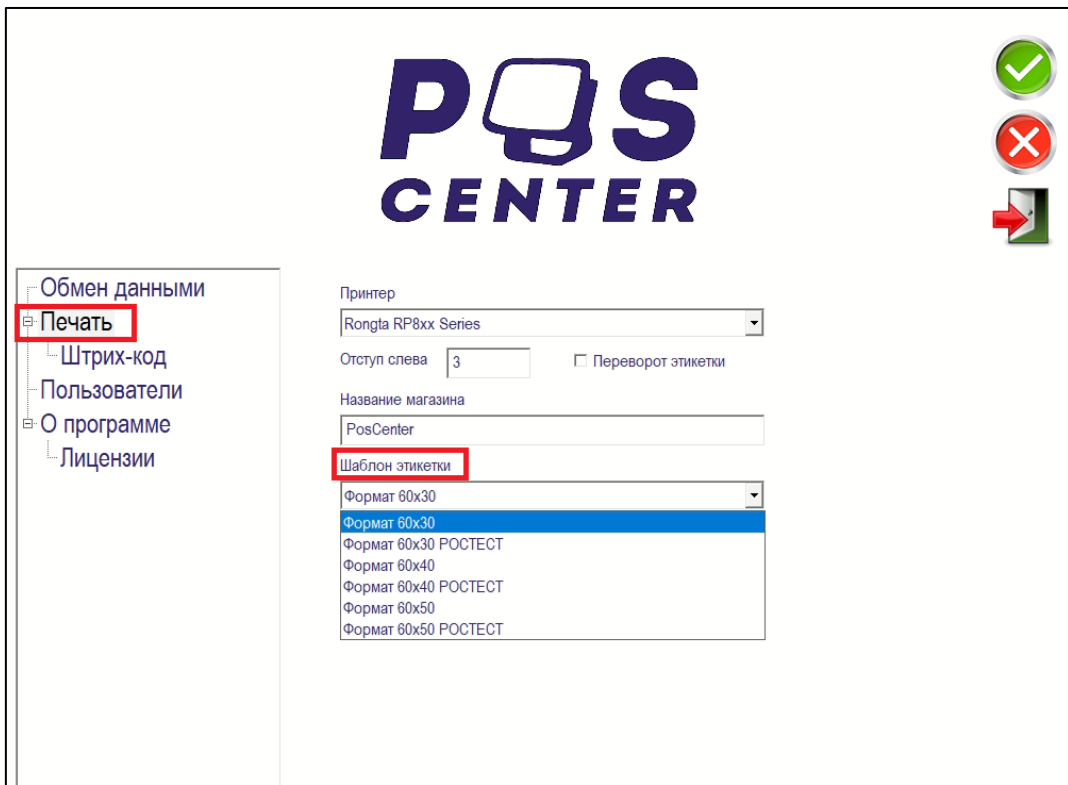 POS
CENTER
Обмен данными
Печать
Штрих-код
Пользователи
О программе
Лицензии
Принтер
Rongta RP8xx Series
Отступ слева 3 Переворот этикетки
Название магазина
PosCenter
Шаблон этикетки
Формат 60x30
Формат 60x30
Формат 60x30 РОСТЕСТ
Формат 60x40
Формат 60x40 РОСТЕСТ
Формат 60x50
Формат 60x50 РОСТЕСТ